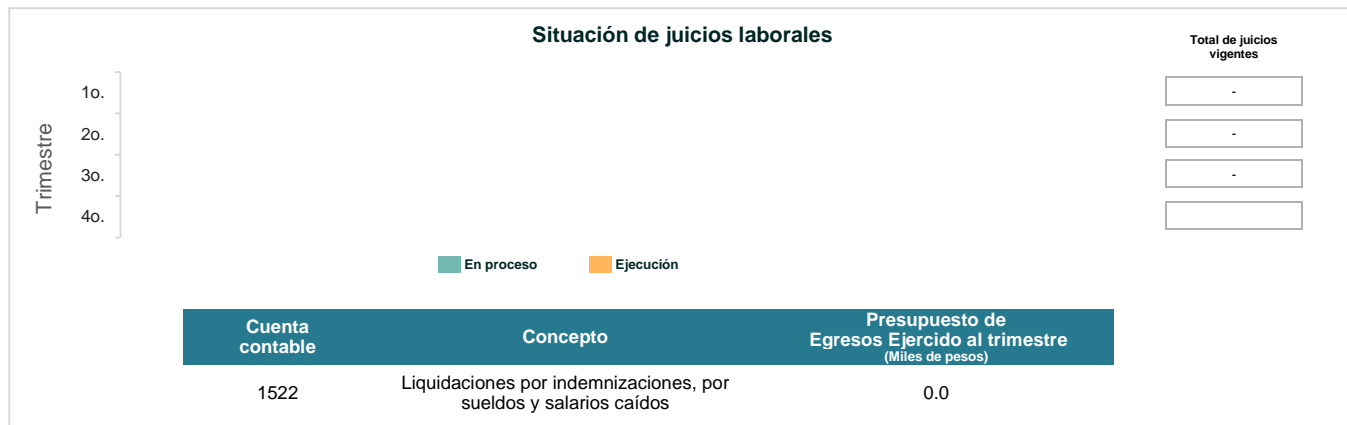 Situación de juicios laborales
Total de juicios
vigentes
Trimestre
1o.
-
2o.
-
3o.
-
4o.
En proceso
Ejecución
Cuenta
contable
Concepto
Presupuesto de
Egresos Ejercido al trimestre
(Miles de pesos)
1522
Liquidaciones por indemnizaciones, por
sueldos y salarios caídos
0.0